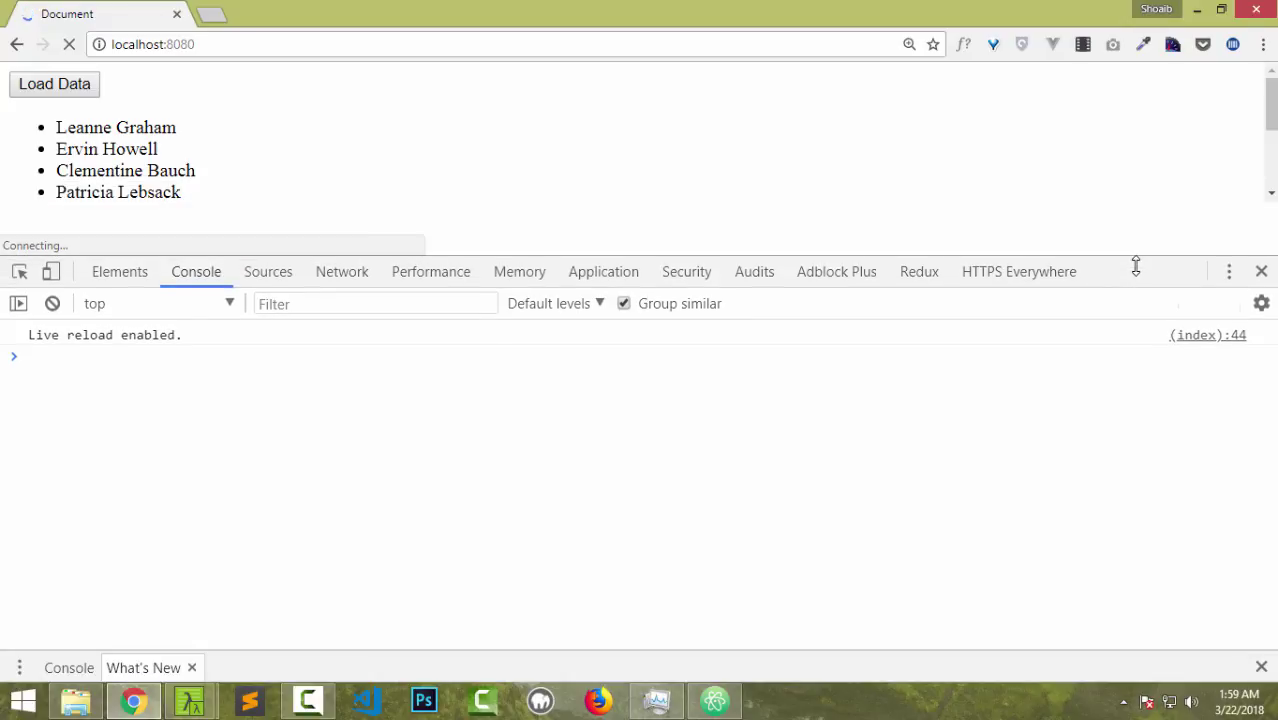 Document
Shoaib
localhost:8080
f?
Load Data
• Leanne Graham
• Ervin Howell
• Clementine Bauch
• Patricia Lebsack
Connecting...
Elements Console Sources Network Performance Memory Application Security Audits Adblock Plus Redux HTTPS Everywhere
top Filter Default levels Group similar
Live reload enabled. (index):44
Console What's New
Ps
1:59 AM
3/22/2018